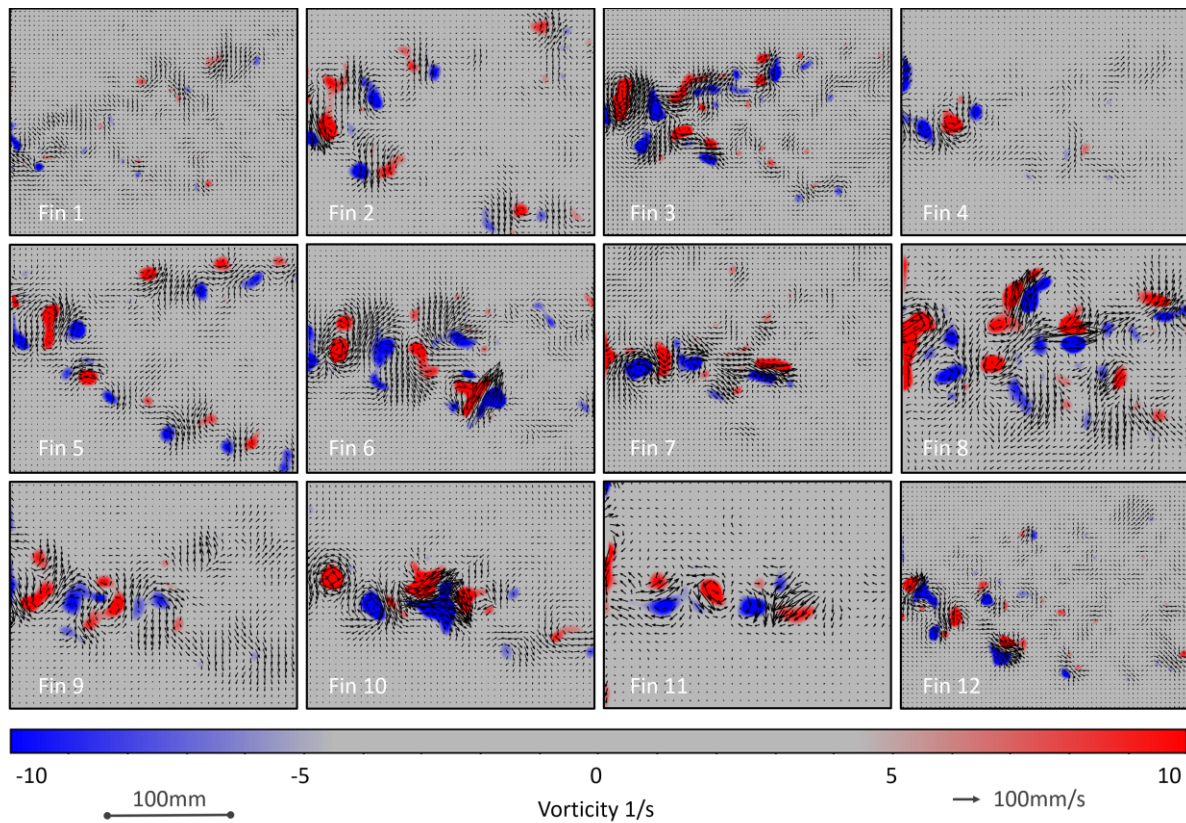 Fin 1
Fin 2
Fin 3
Fin 4
Fin 5
Fin 6
Fin 7
Fin 8
Fin 9
Fin 10
Fin 11
Fin 12
-10
-5
0
5
10
100mm
Vorticity 1/s
100mm/s